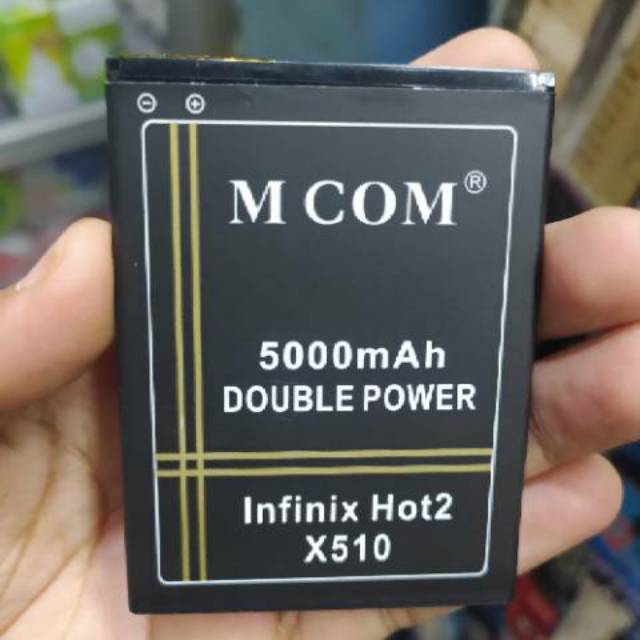 ⊖ ⊕
M COM®
5000mAh
DOUBLE POWER
Infinix Hot2
X510